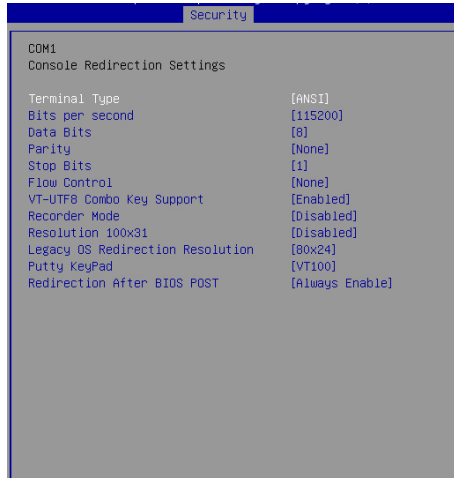 Security
COM1
Console Redirection Settings
Terminal Type [ANSI]
Bits per second [115200]
Data Bits [8]
Parity [None]
Stop Bits [1]
Flow Control [None]
VT-UTF8 Combo Key Support [Enabled]
Recorder Mode [Disabled]
Resolution 100x31 [Disabled]
Legacy OS Redirection Resolution [80x24]
Putty KeyPad [VT100]
Redirection After BIOS POST [Always Enable]